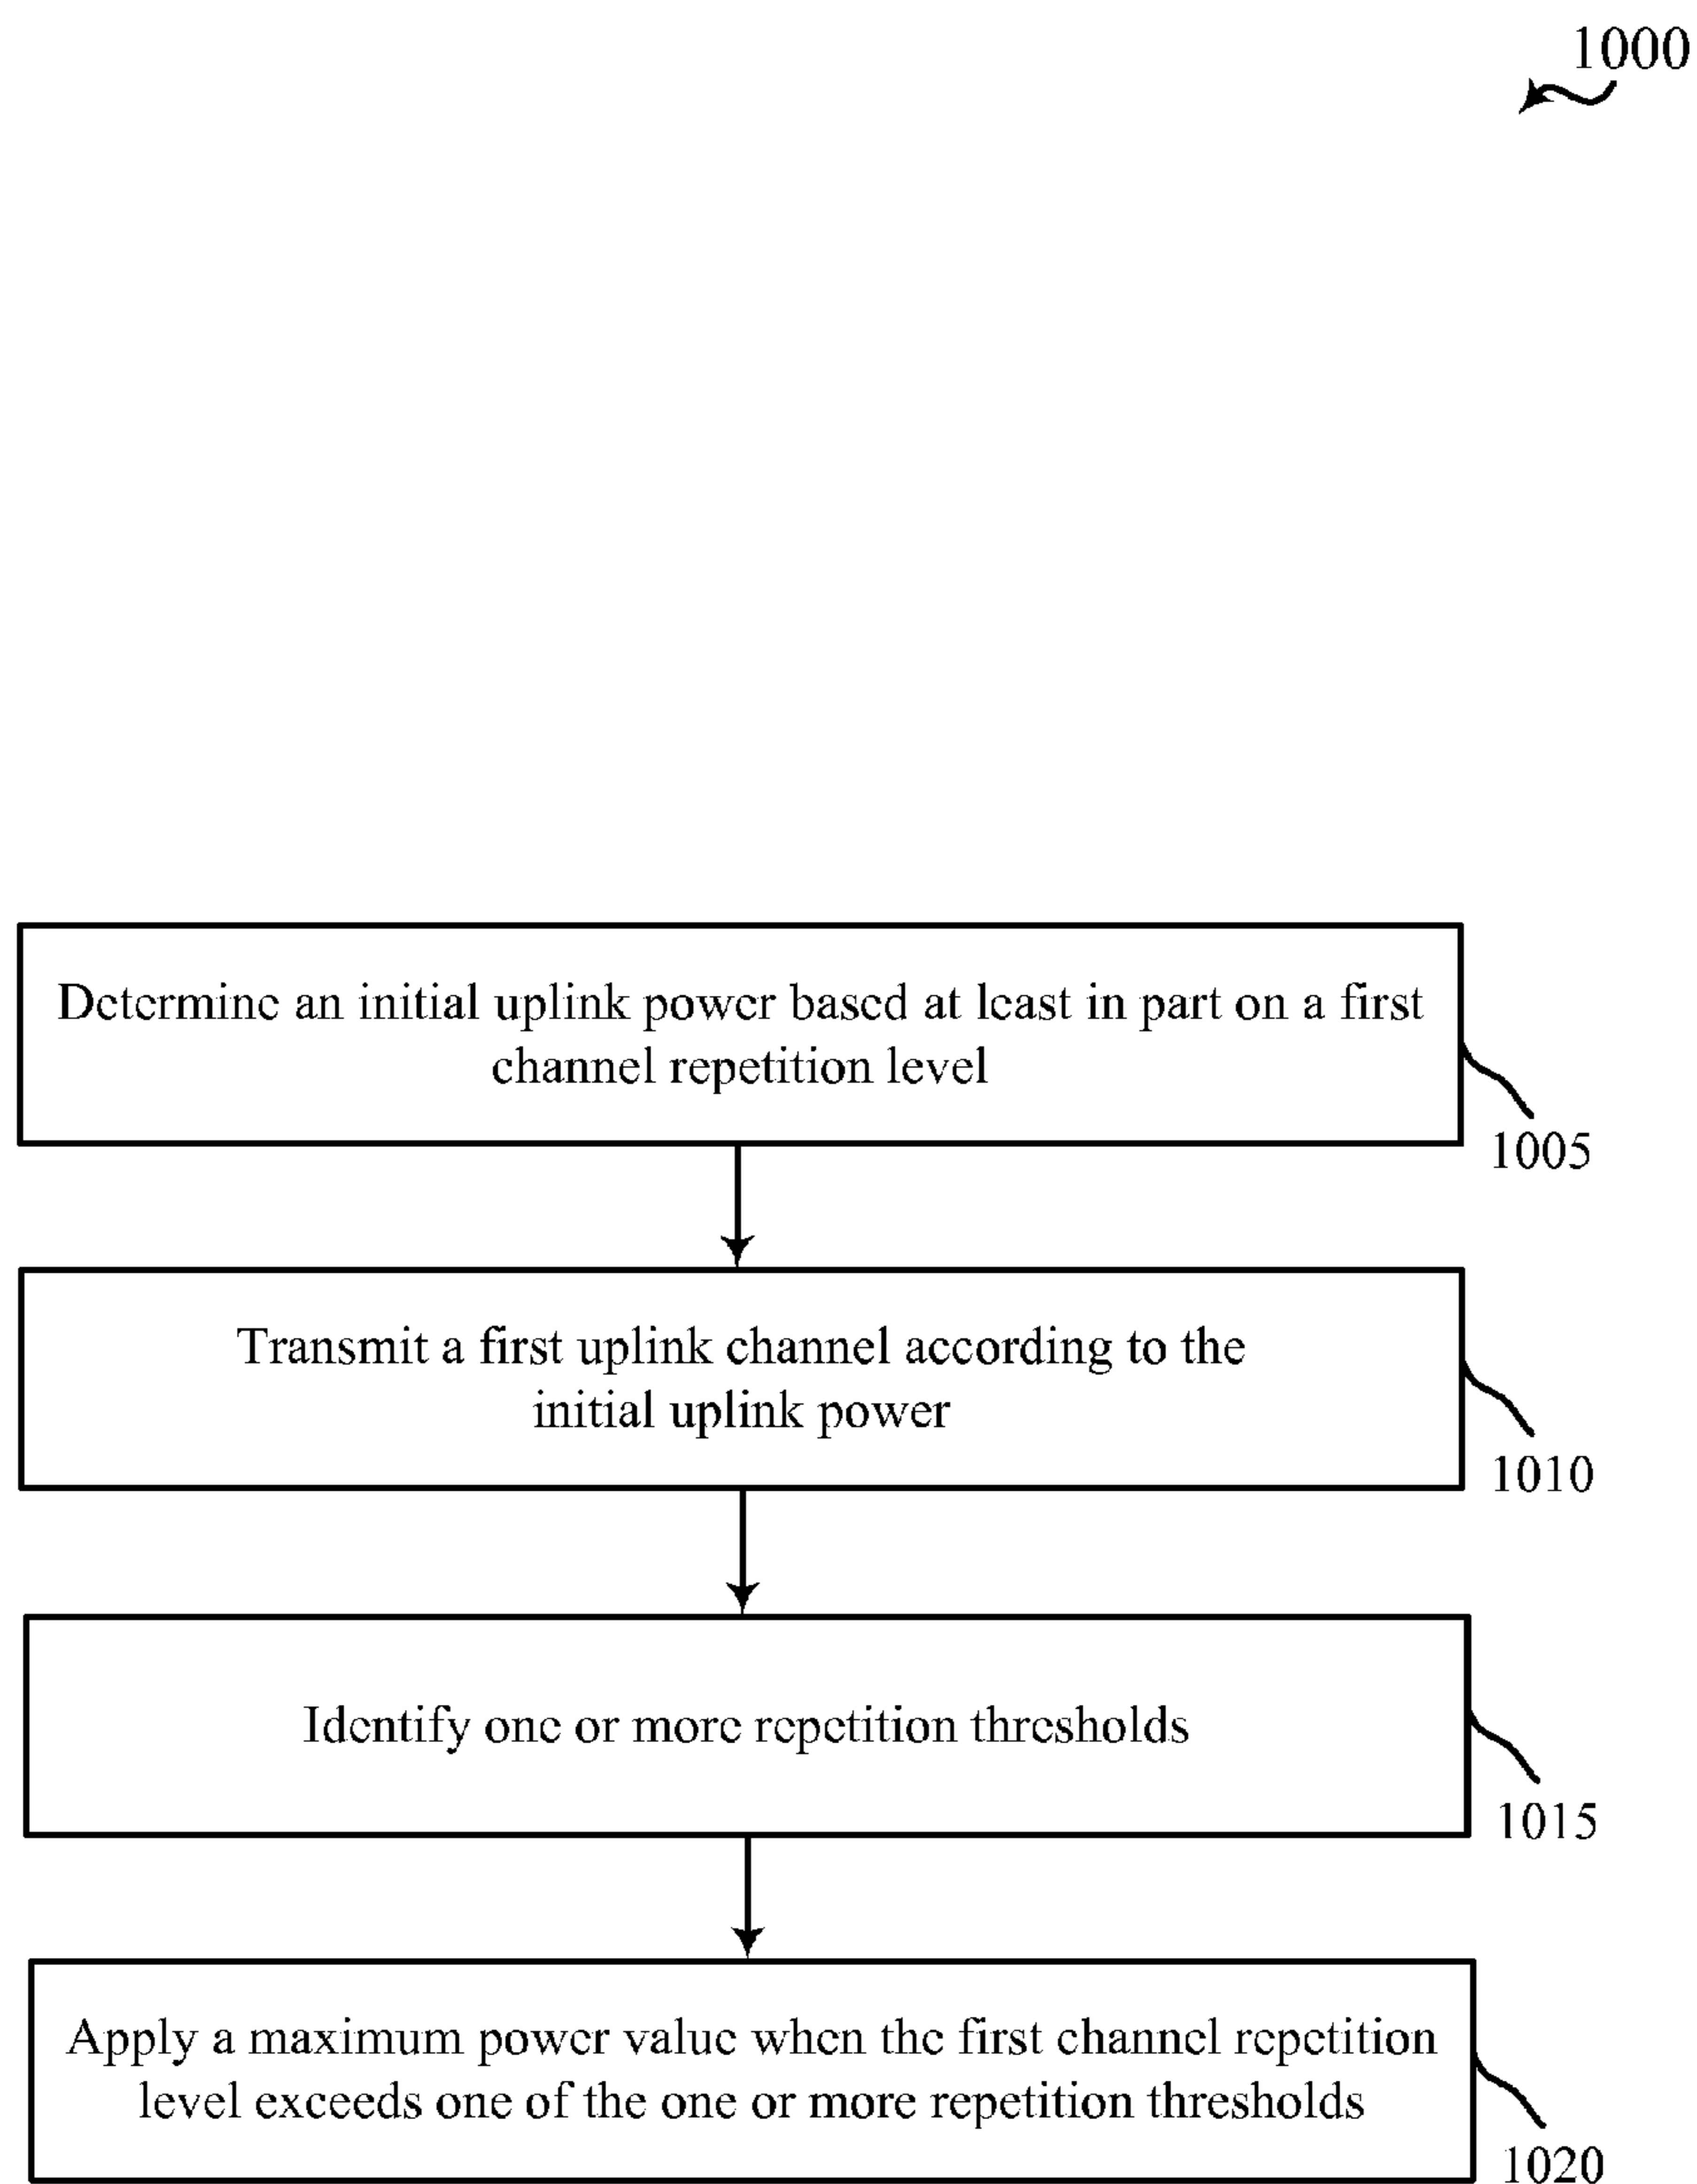 1000
Determine an initial uplink power based at least in part on a first
channel repetition level
1005
Transmit a first uplink channel according to the
initial uplink power
1010
Identify one or more repetition thresholds
1015
Apply a maximum power value when the first channel repetition
level exceeds one of the one or more repetition thresholds
1020